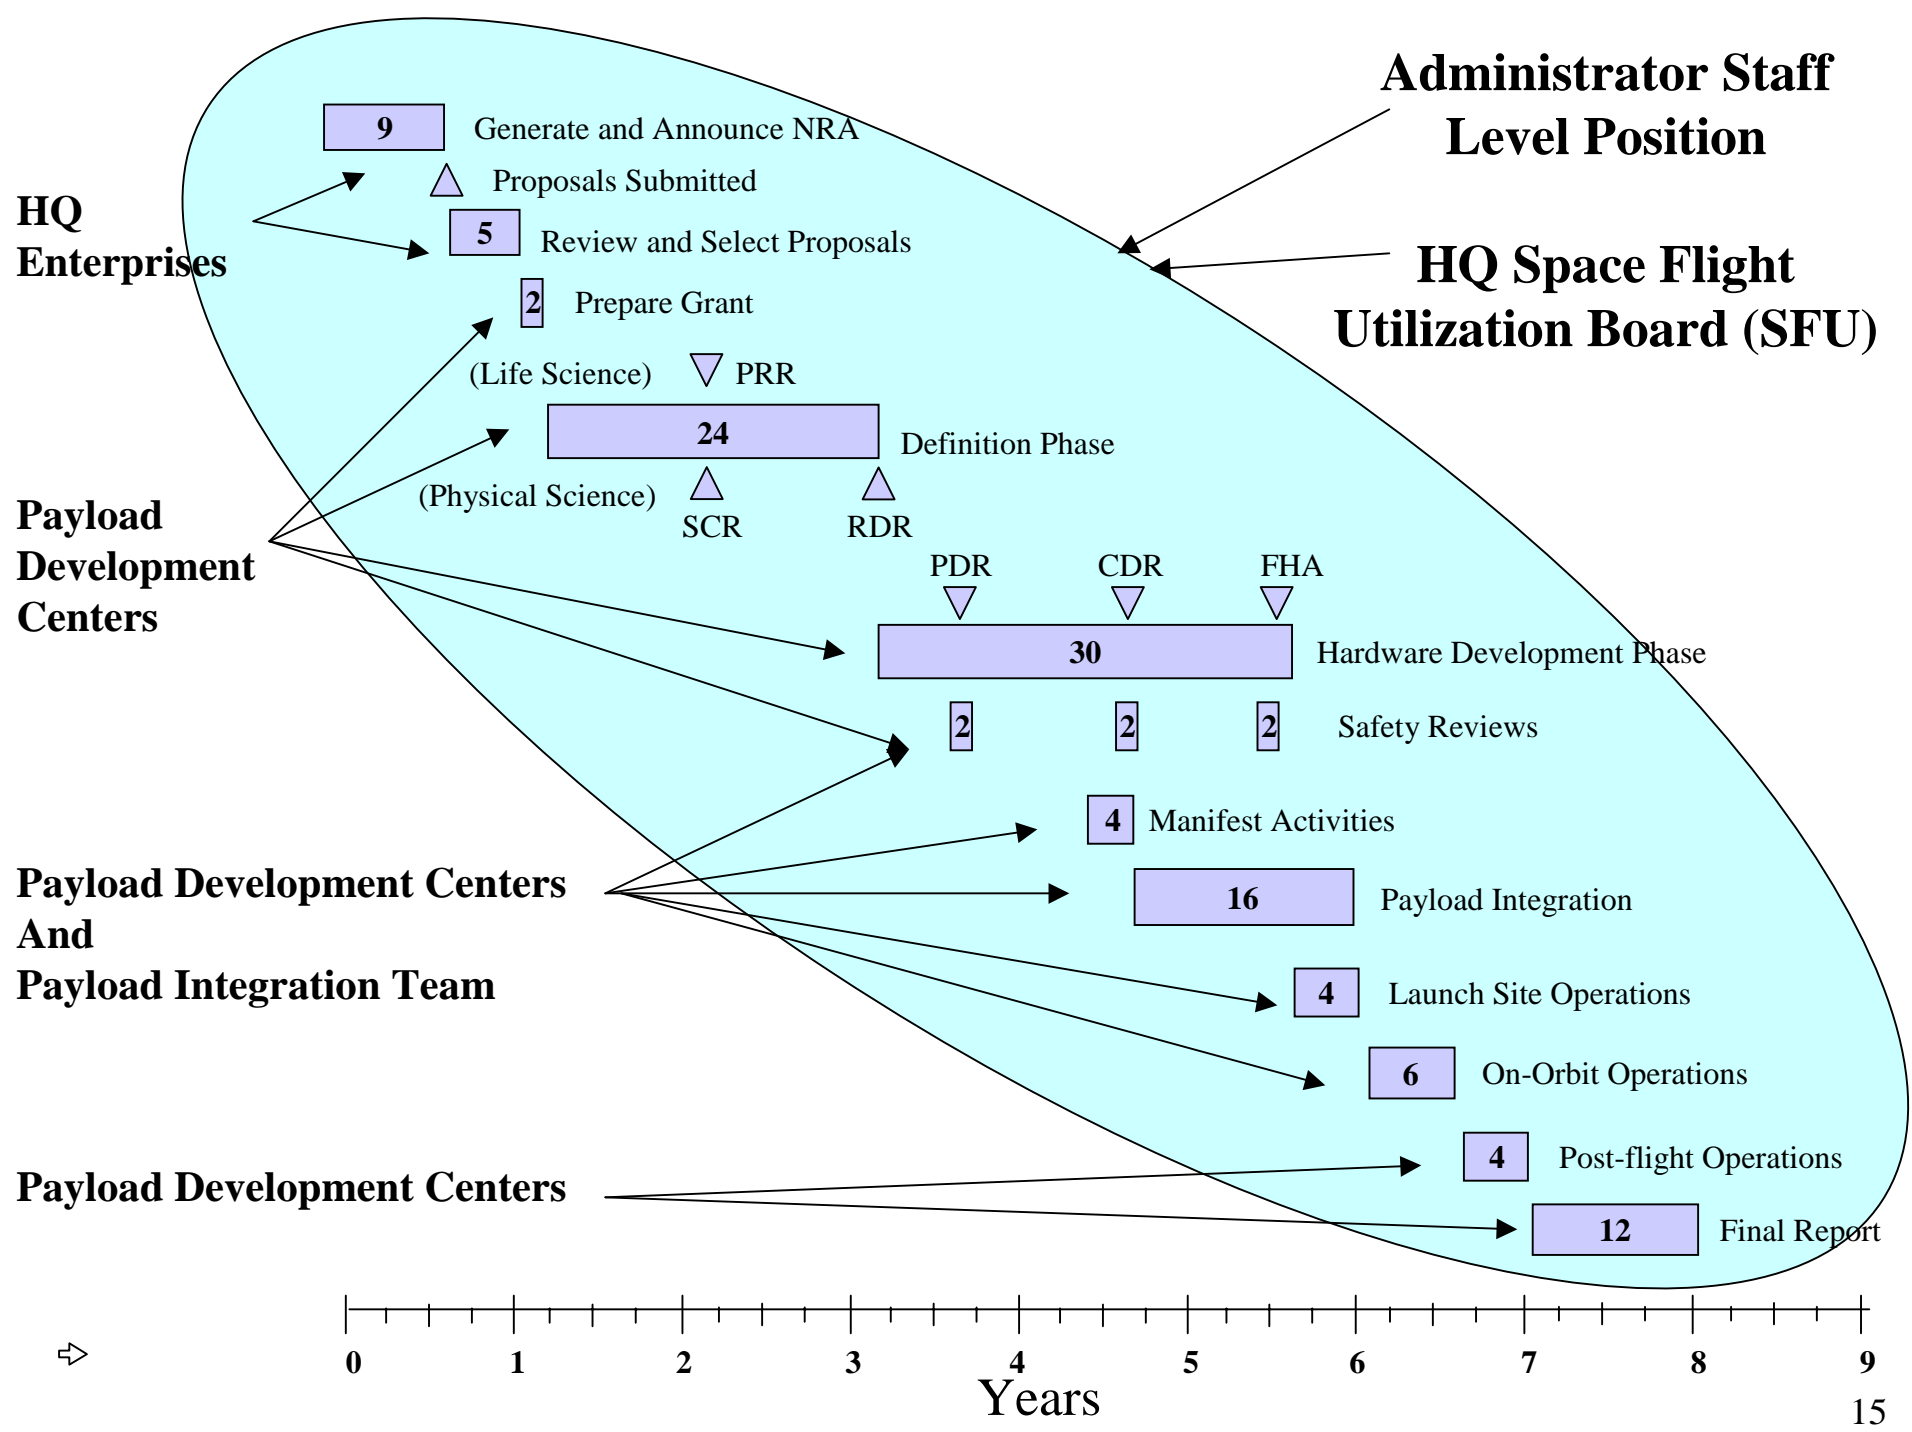 Administrator Staff
Level Position
9 Generate and Announce NRA
Proposals Submitted
HQ
Enterprises
5 Review and Select Proposals
HQ Space Flight
Utilization Board (SFU)
2 Prepare Grant
(Life Science) PRR
24 Definition Phase
(Physical Science)
SCR RDR
Payload
Development
Centers
PDR CDR FHA
30 Hardware Development Phase
2 2 2 Safety Reviews
4 Manifest Activities
Payload Development Centers
And
Payload Integration Team
16 Payload Integration
4 Launch Site Operations
6 On-Orbit Operations
4 Post-flight Operations
Payload Development Centers
12 Final Report
0 1 2 3 4 5 6 7 8 9
Years
15